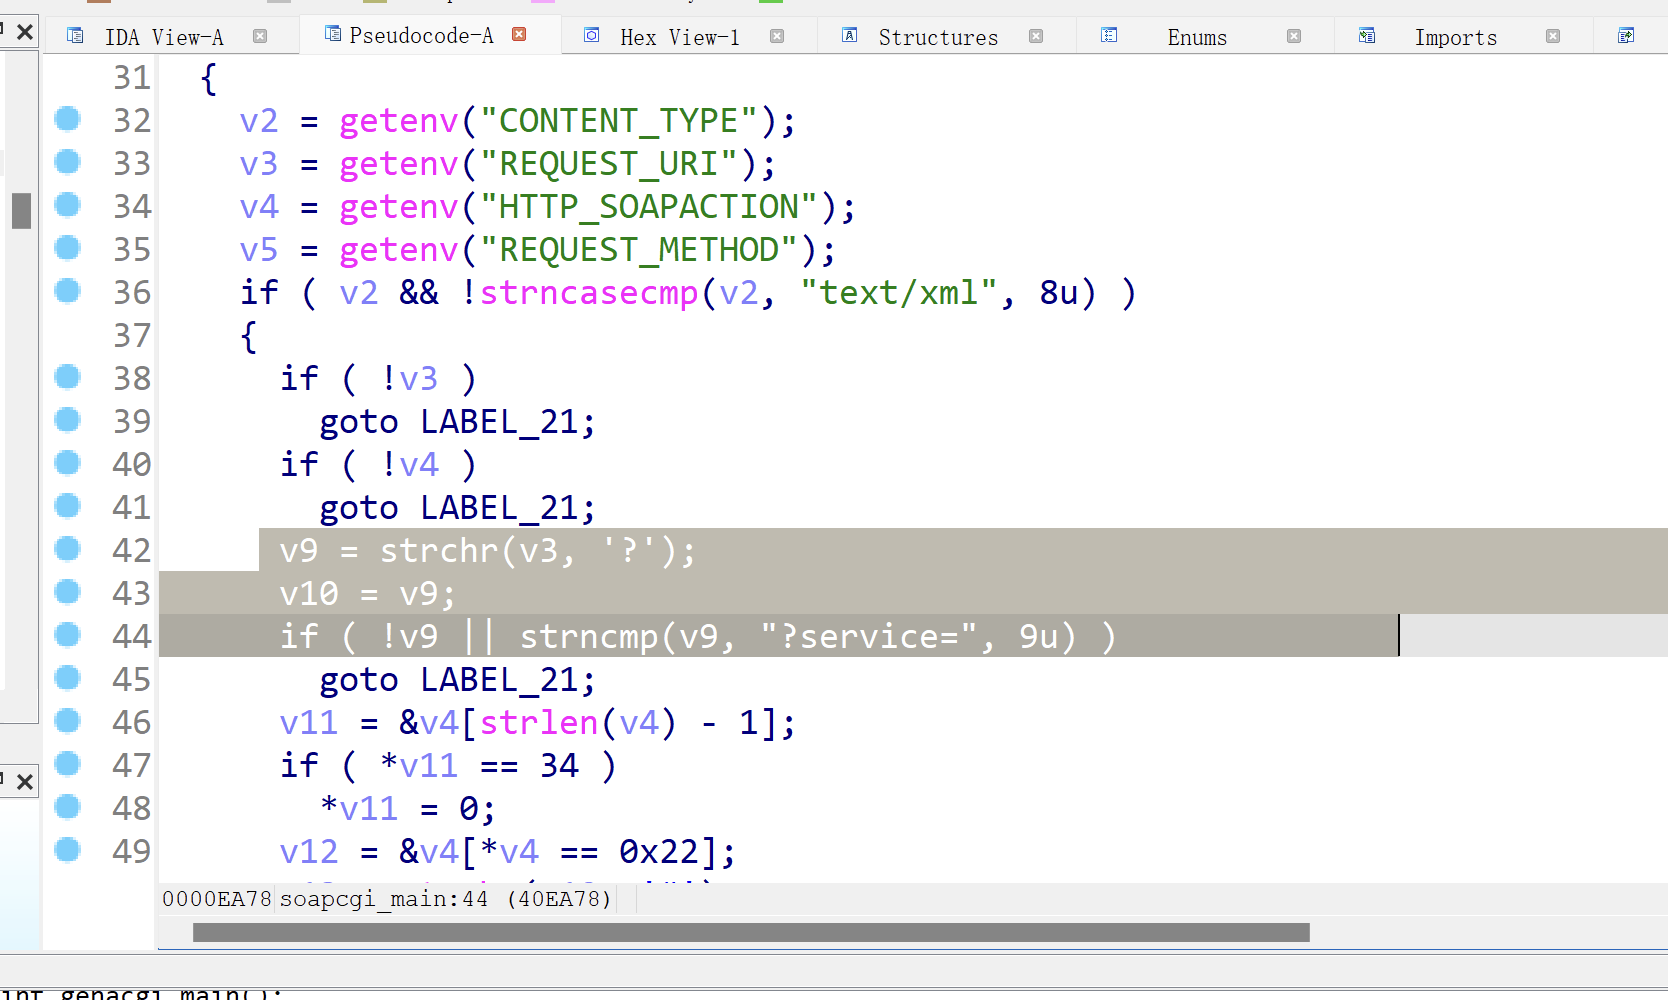 IDA View-A Pseudocode-A Hex View-1 Structures Enums Imports
31 {
32 v2 = getenv("CONTENT_TYPE");
33 v3 = getenv("REQUEST_URI");
34 v4 = getenv("HTTP_SOAPACTION");
35 v5 = getenv("REQUEST_METHOD");
36 if ( v2 && !strncasecmp(v2, "text/xml", 8u) )
37 {
38 if ( !v3 )
39 goto LABEL_21;
40 if ( !v4 )
41 goto LABEL_21;
42 v9 = strchr(v3, '?');
43 v10 = v9;
44 if ( !v9 || strncmp(v9, "?service=", 9u) )
45 goto LABEL_21;
46 v11 = &v4[strlen(v4) - 1];
47 if ( *v11 == 34 )
48 *v11 = 0;
49 v12 = &v4[*v4 == 0x22];
0000EA78 soapcgi_main:44 (40EA78)
int genacgi_main();